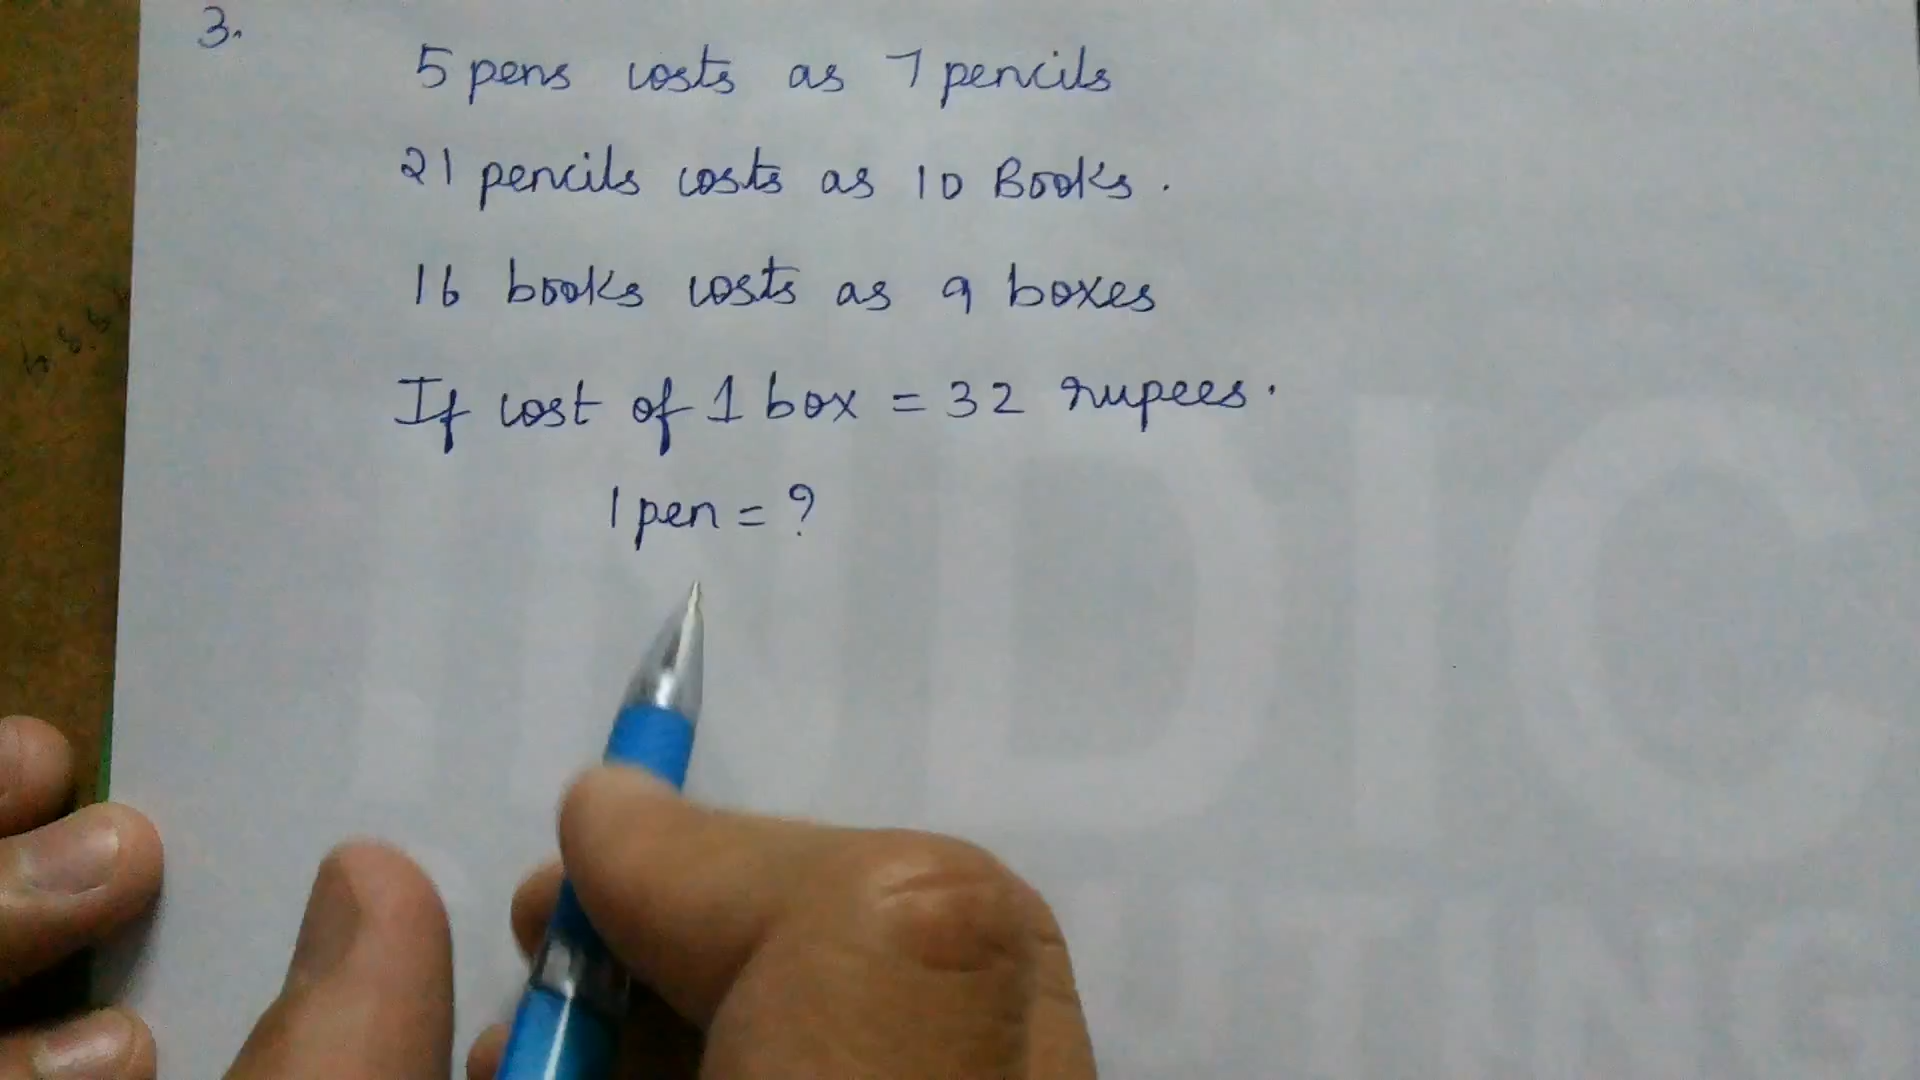 3.
5 pens costs as 7 pencils
21 pencils costs as 10 Books.
16 books costs as 9 boxes
If cost of 1 box = 32 rupees.
1 pen = ?
INDIC